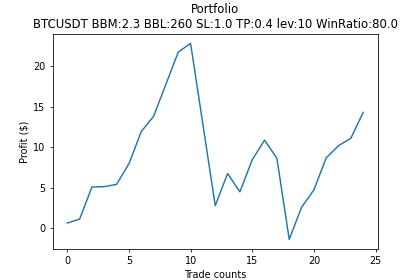 Portfolio
BTCUSDT BBM:2.3 BBL:260 SL:1.0 TP:0.4 lev:10 WinRatio:80.0
20
15
10
5
0
Profit ($)
0 5 10 15 20 25
Trade counts